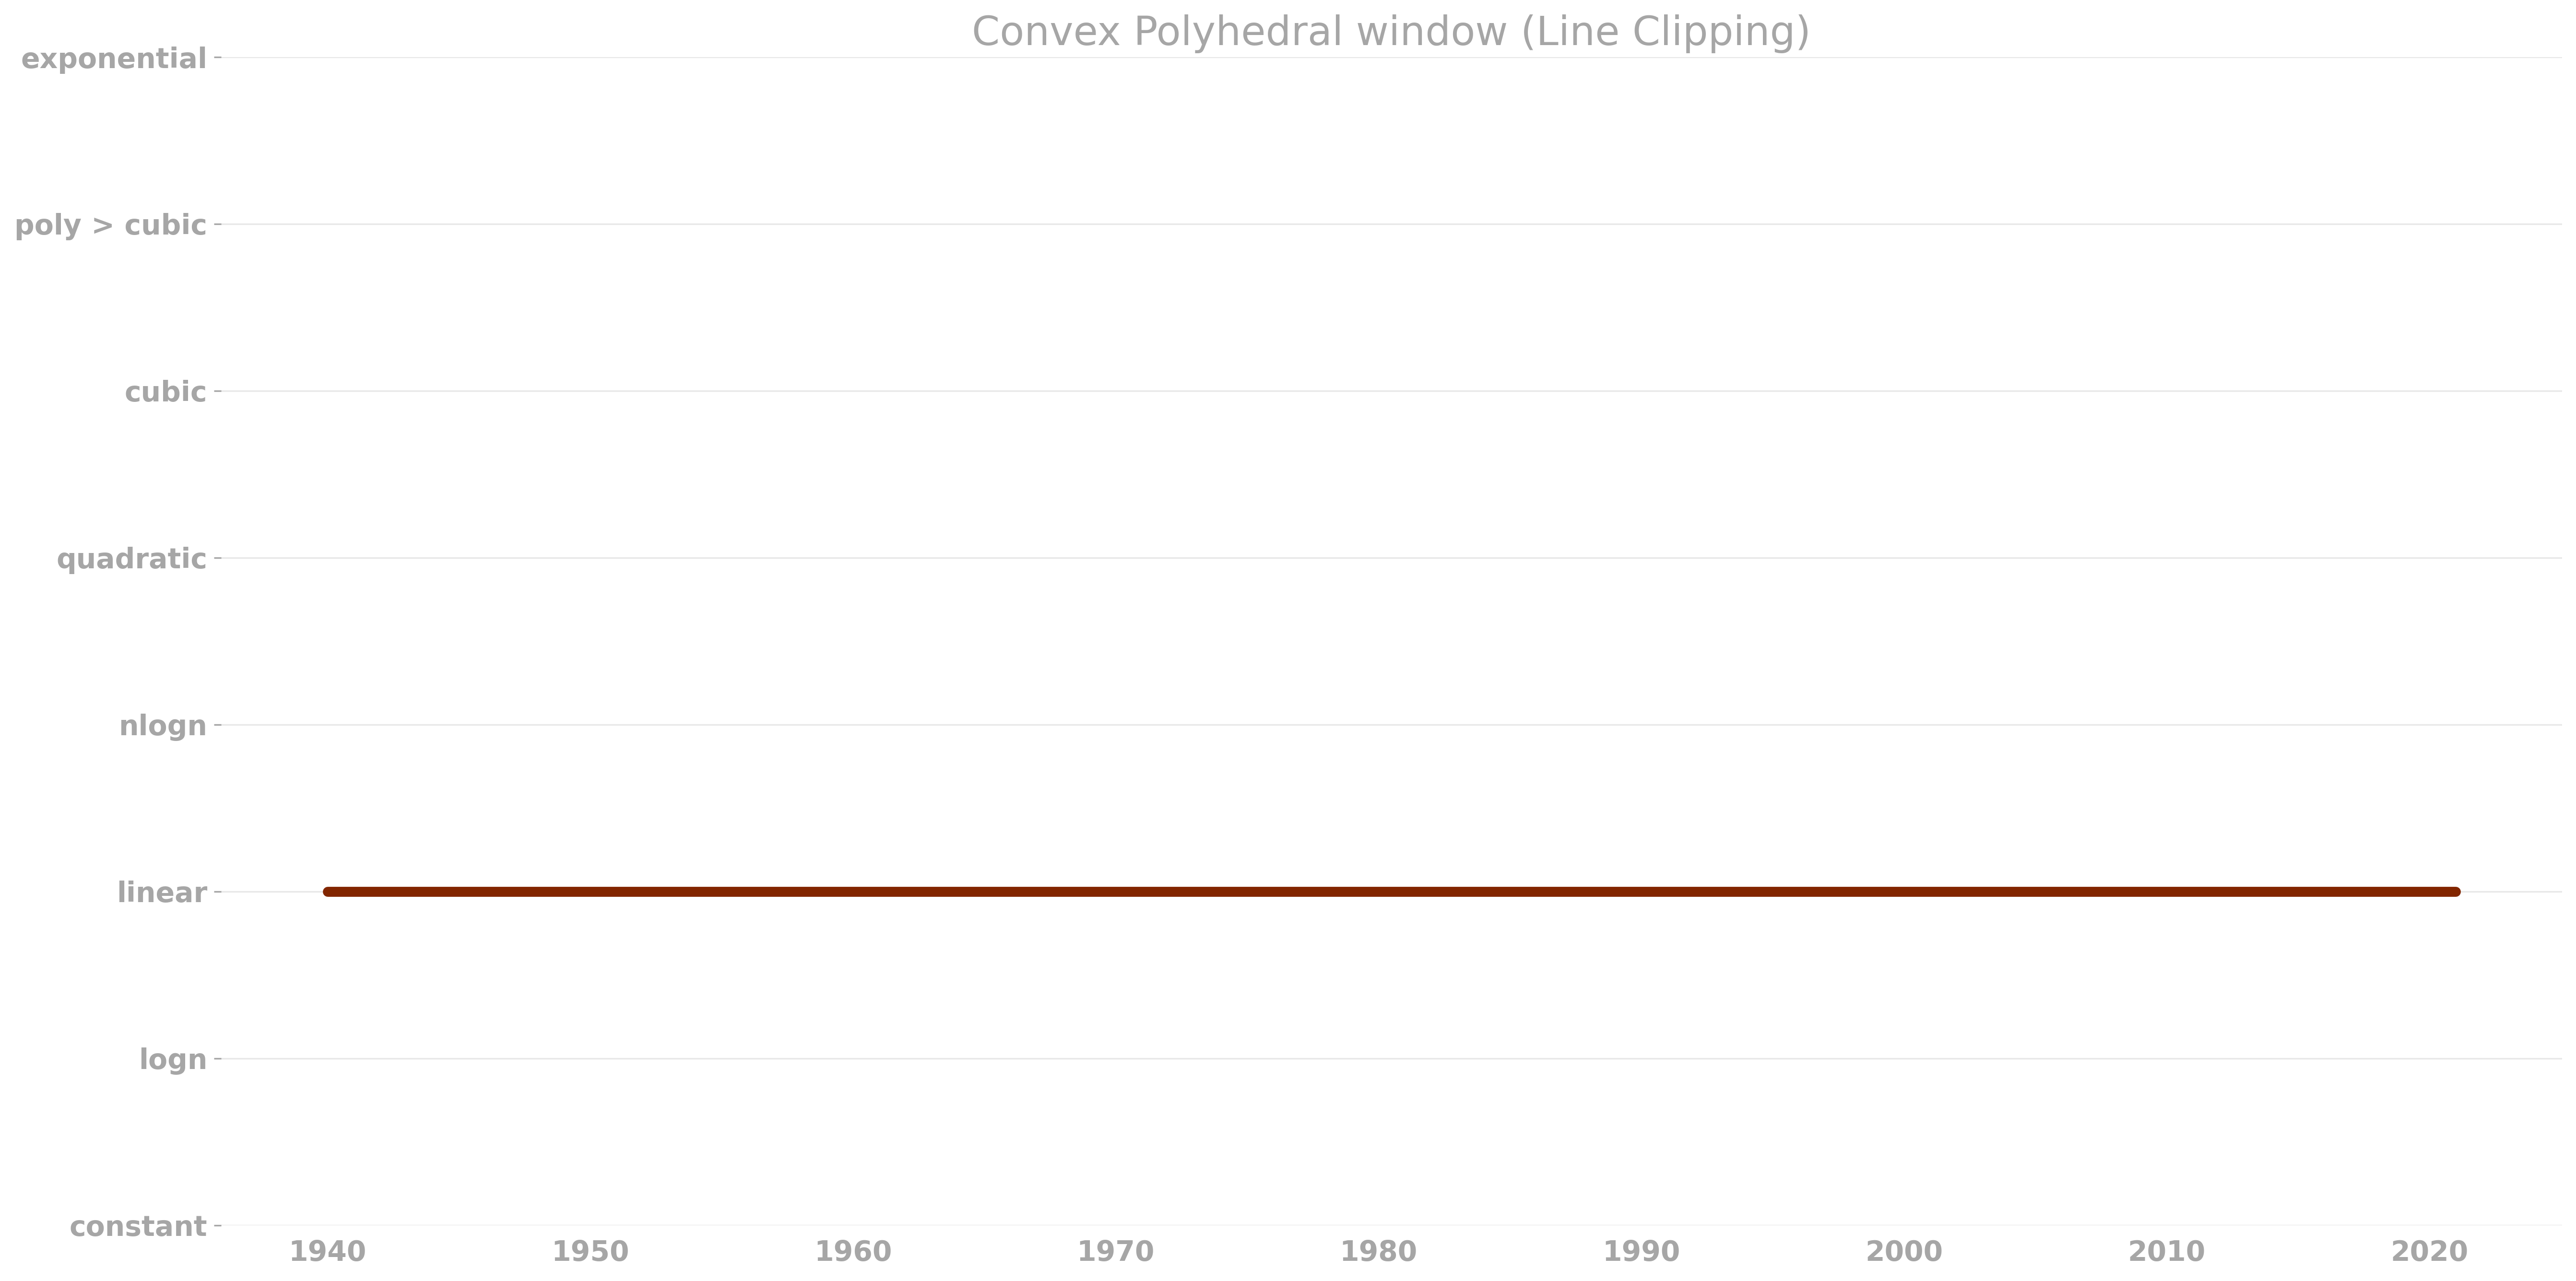 Convex Polyhedral window (Line Clipping)
exponential
poly > cubic
cubic
quadratic
nlogn
linear
logn
constant
1940 1950 1960 1970 1980 1990 2000 2010 2020